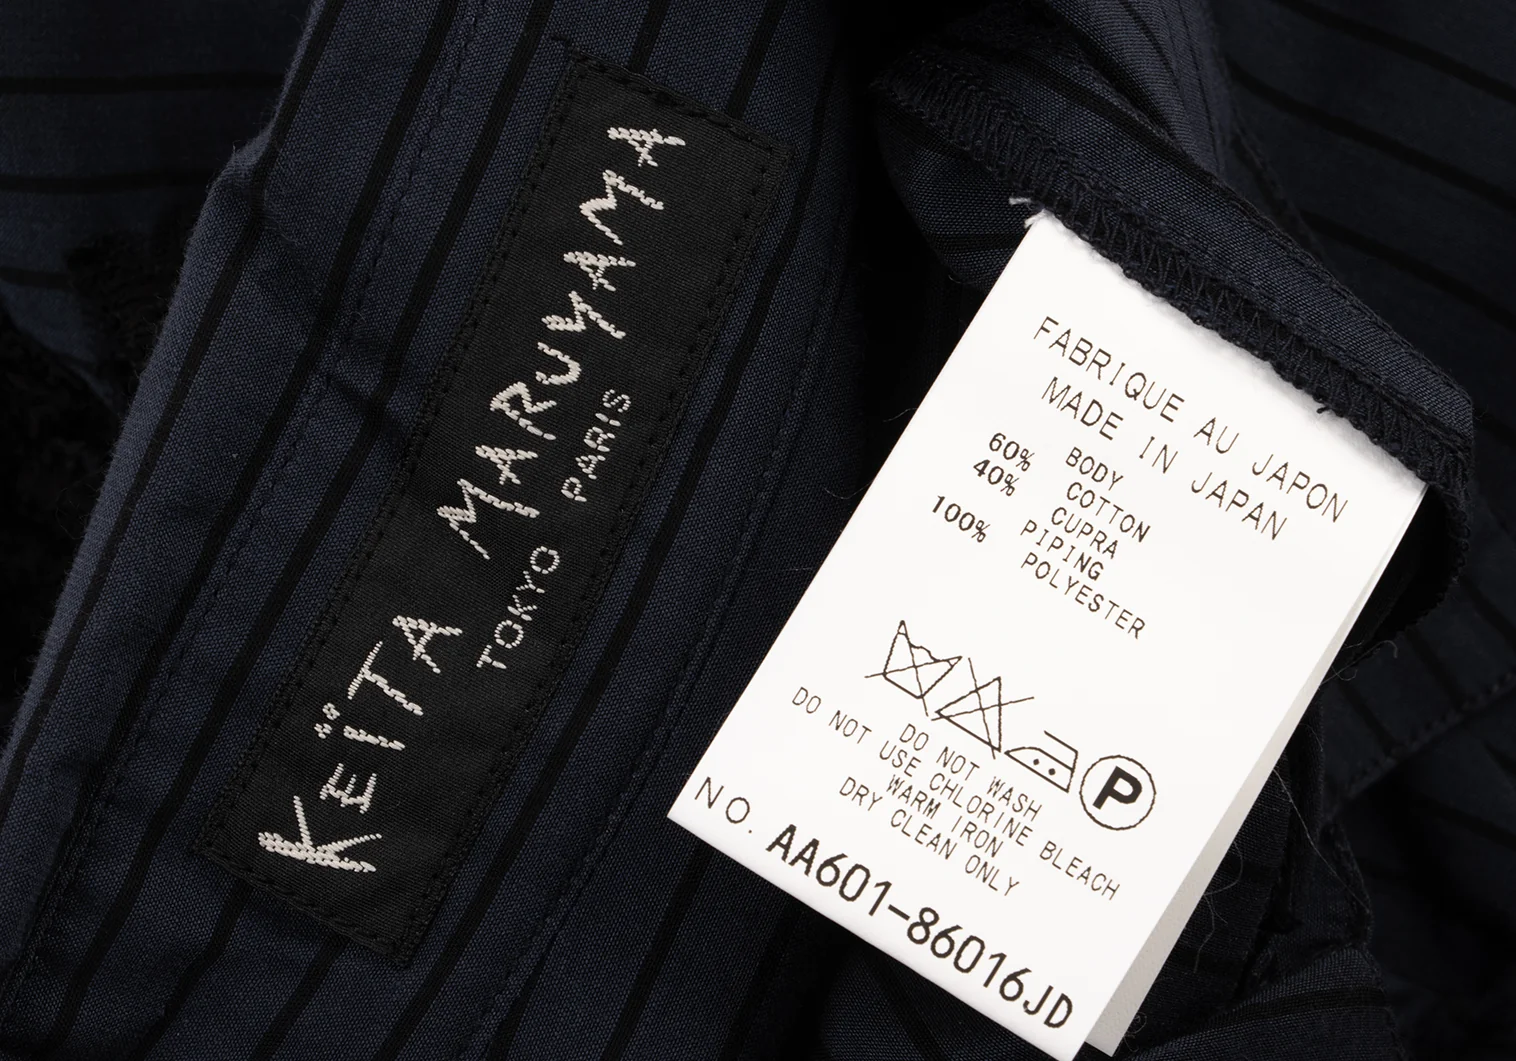 KEÏTA MARUYAMA
TOKYO PARIS
FABRIQUE AU JAPON
MADE IN JAPAN
BODY
60% COTTON
40% CUPRA
PIPING
100% POLYESTER
P
DO NOT WASH
DO NOT USE CHLORINE BLEACH
WARM IRON
DRY CLEAN ONLY
NO. AA601-86016JD